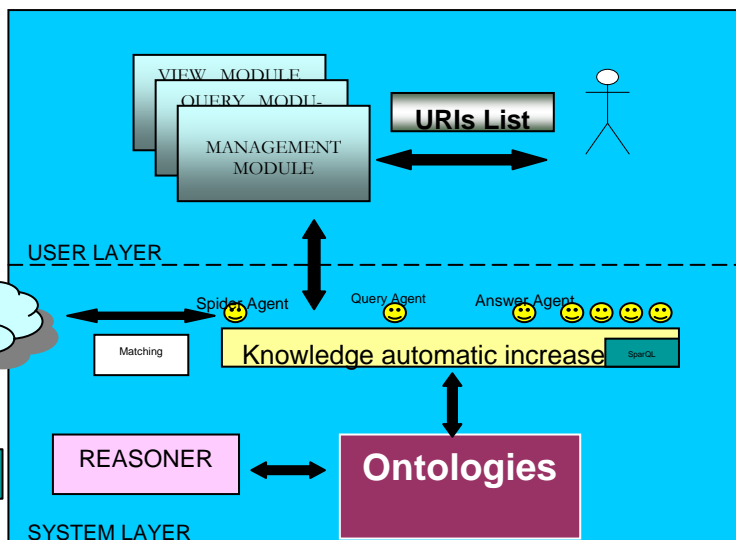 VIEW MODULE
QUERY MODU-
MANAGEMENT
MODULE
URIs List
USER LAYER
Spider Agent
Query Agent
Answer Agent
Matching
Knowledge automatic increase
SparQL
REASONER
Ontologies
SYSTEM LAYER